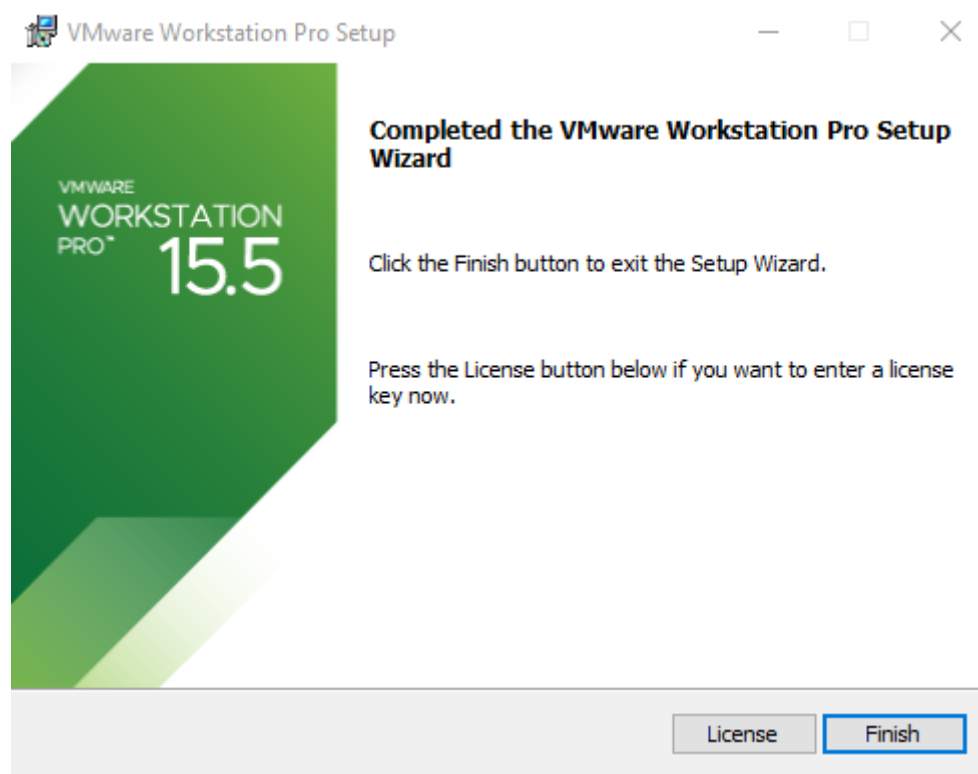 VMware Workstation Pro Setup
Completed the VMware Workstation Pro Setup
Wizard
VMWARE
WORKSTATION
PRO™ 15.5
Click the Finish button to exit the Setup Wizard.
Press the License button below if you want to enter a license
key now.
License Finish